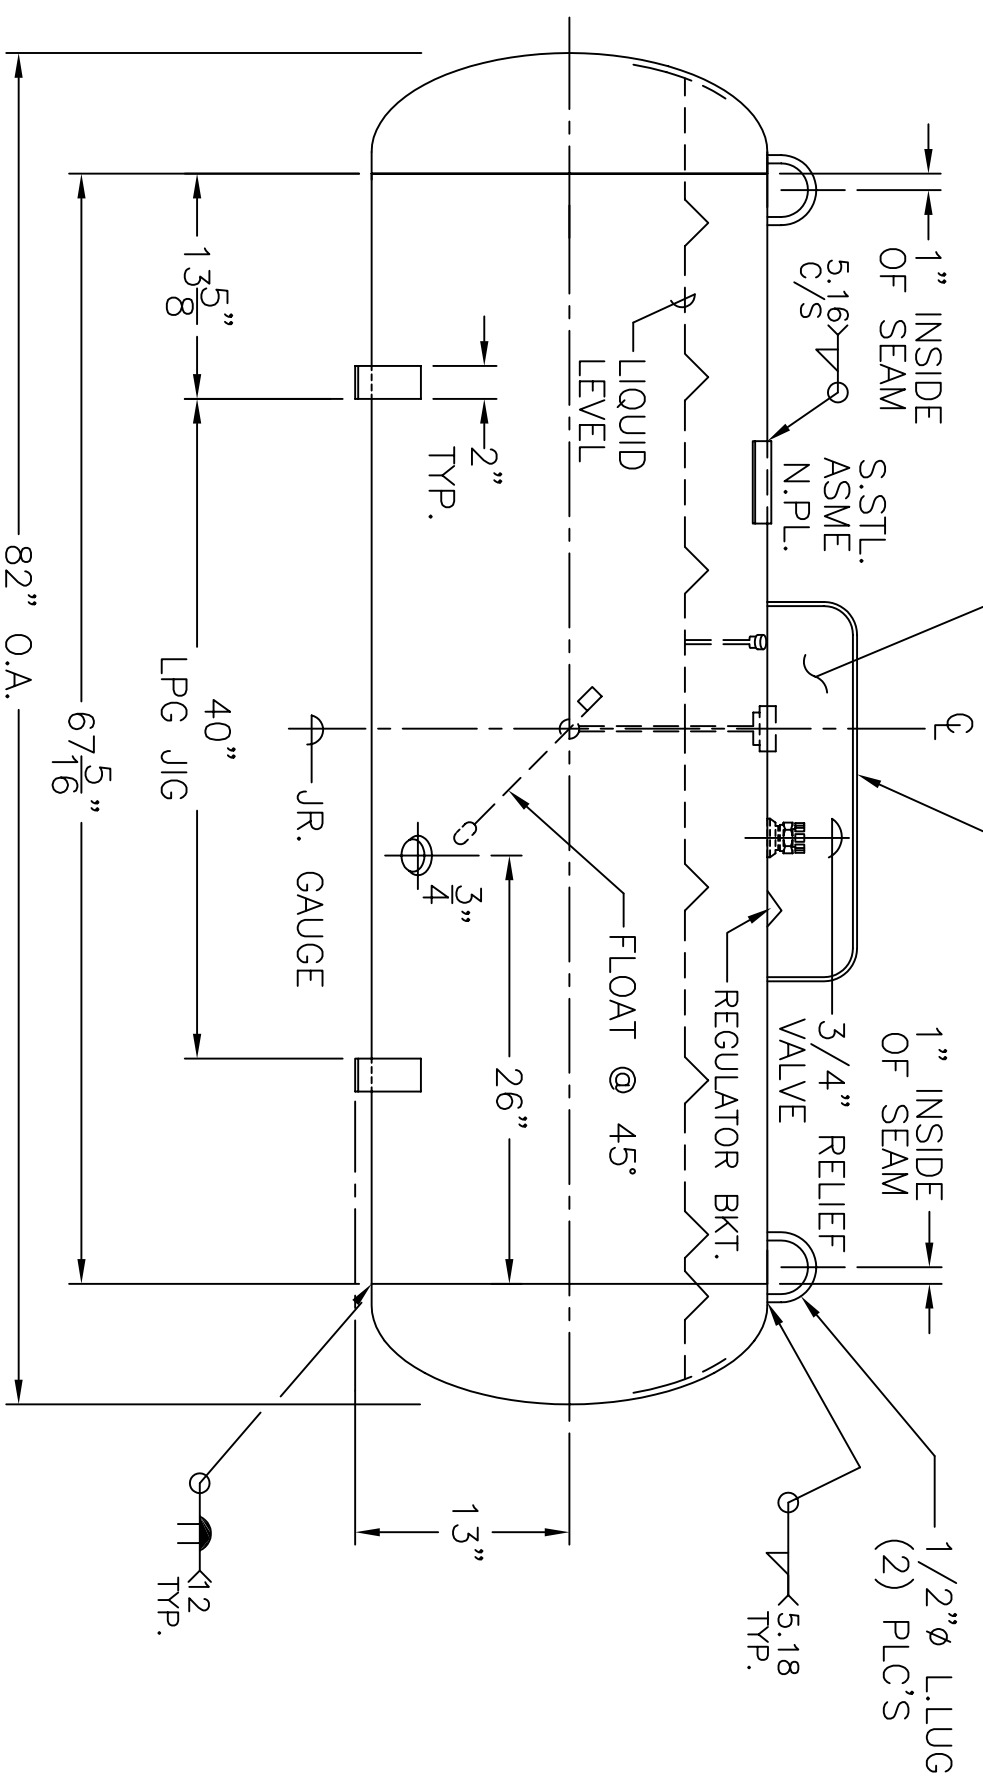 1" INSIDE
OF SEAM
5.16
C/S
S.STL.
ASME
N.PL.
℄
1" INSIDE
OF SEAM
3/4" RELIEF
VALVE
REGULATOR BKT.
1/2"ø L.LUG
(2) PLC'S
5.18
TYP.
LIQUID
LEVEL
2"
TYP.
FLOAT @ 45°
3/4"
26"
JR. GAUGE
13 5/8"
40"
LPG JIG
67 5/16"
82" O.A.
13"
12
TYP.